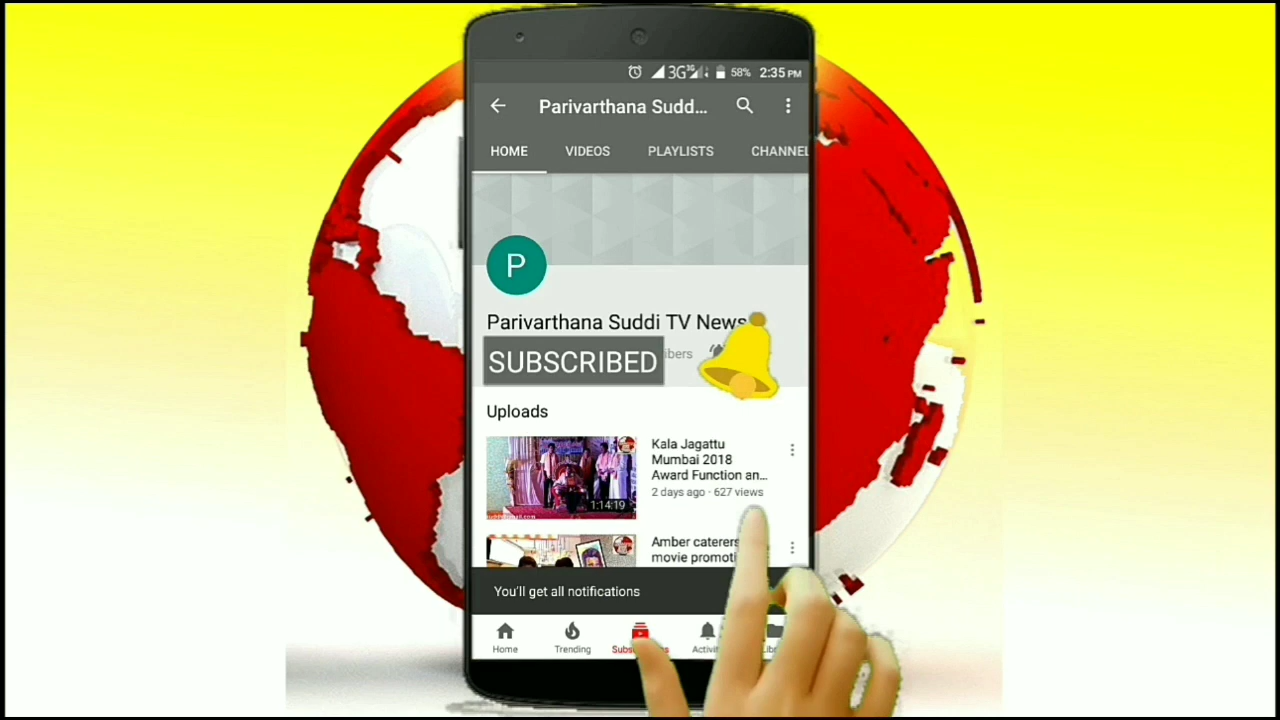 3G 3G 58% 2:35 PM
Parivarthana Sudd...
HOME VIDEOS PLAYLISTS CHANNEL
P
Parivarthana Suddi TV News
SUBSCRIBED
Uploads
Kala Jagattu
Mumbai 2018
Award Function an...
2 days ago · 627 views
1:14:19
Amber caterers
movie promoti
You'll get all notifications
Home Trending